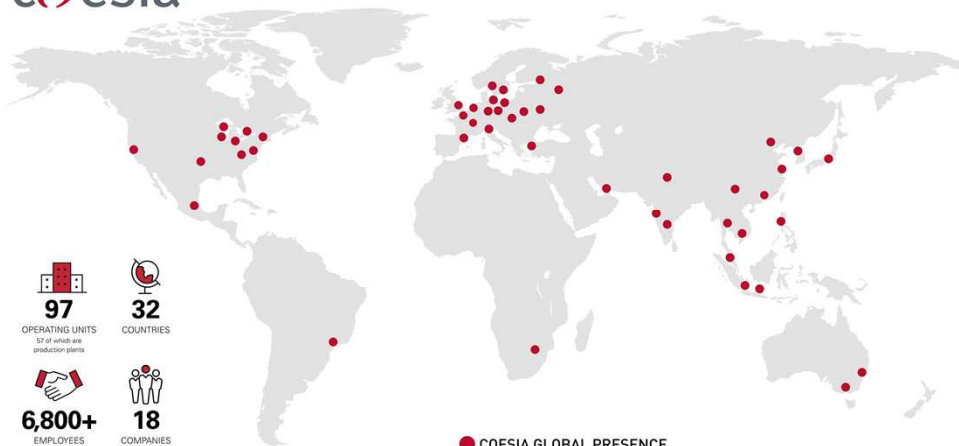 coesia
97
OPERATING UNITS
57 of which are
production plants
32
COUNTRIES
6,800+
EMPLOYEES
18
COMPANIES
COESIA GLOBAL PRESENCE